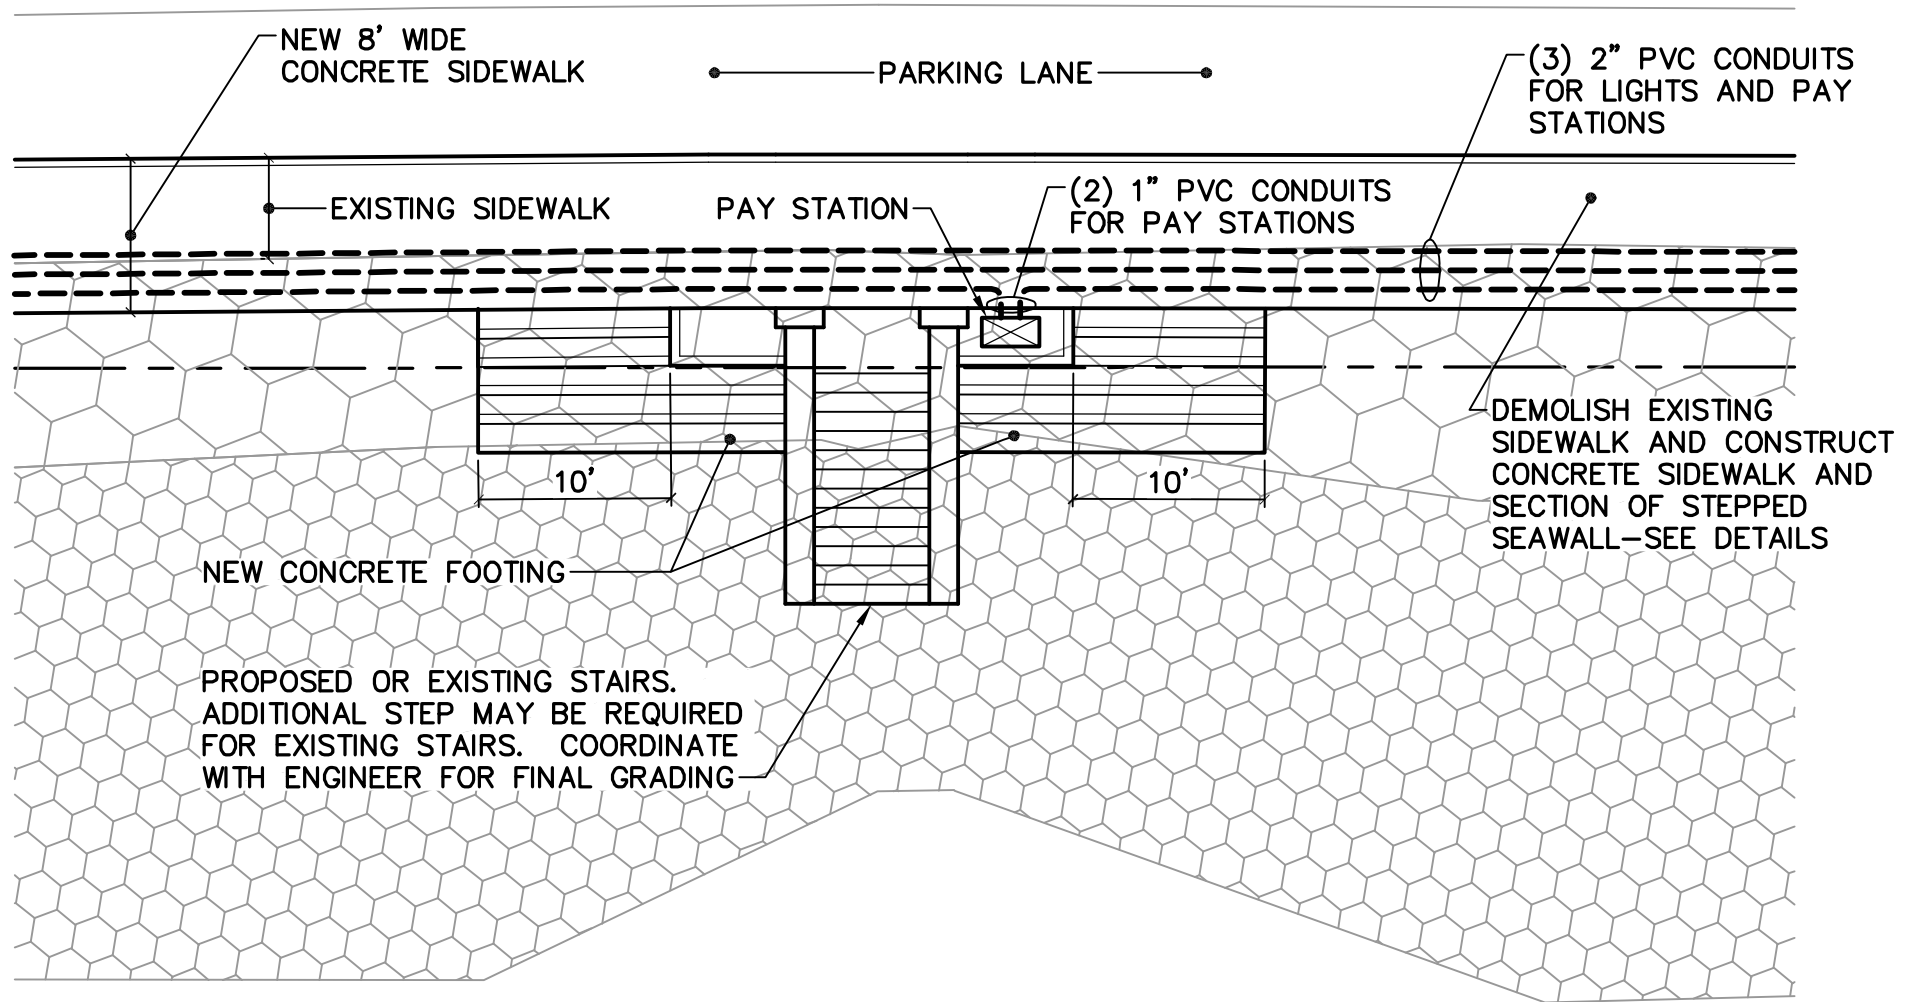 NEW 8' WIDE
CONCRETE SIDEWALK
PARKING LANE
(3) 2" PVC CONDUITS
FOR LIGHTS AND PAY
STATIONS
EXISTING SIDEWALK
PAY STATION
(2) 1" PVC CONDUITS
FOR PAY STATIONS
DEMOLISH EXISTING
SIDEWALK AND CONSTRUCT
CONCRETE SIDEWALK AND
SECTION OF STEPPED
SEAWALL-SEE DETAILS
10'
10'
NEW CONCRETE FOOTING
PROPOSED OR EXISTING STAIRS.
ADDITIONAL STEP MAY BE REQUIRED
FOR EXISTING STAIRS. COORDINATE
WITH ENGINEER FOR FINAL GRADING